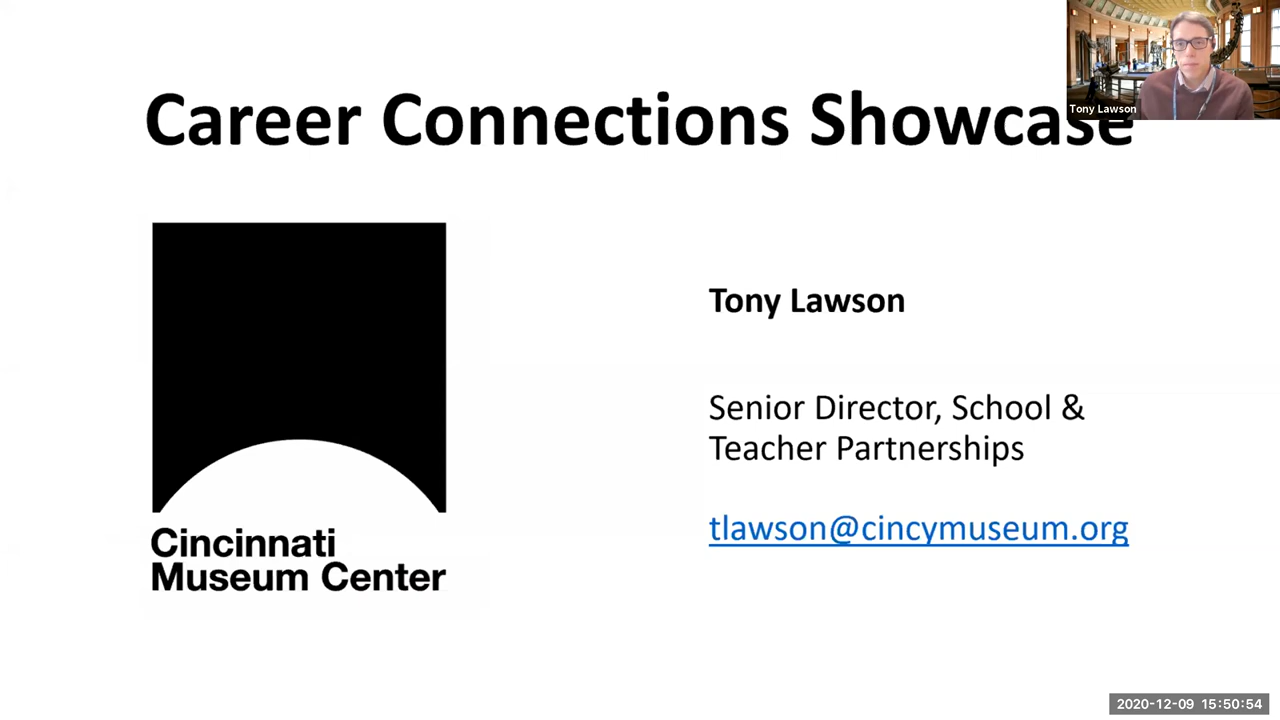 Career Connections Showcase
Tony Lawson
Tony Lawson
Senior Director, School &
Teacher Partnerships
tlawson@cincymuseum.org
Cincinnati
Museum Center
2020-12-09 15:50:54